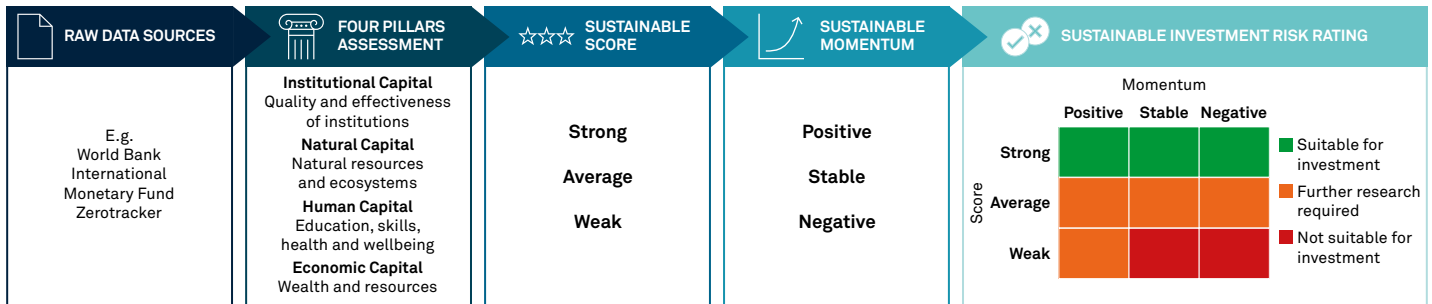 RAW DATA SOURCES
FOUR PILLARS
ASSESSMENT
SUSTAINABLE
SCORE
SUSTAINABLE
MOMENTUM
SUSTAINABLE INVESTMENT RISK RATING
E.g.
World Bank
International
Monetary Fund
Zerotracker
Institutional Capital
Quality and effectiveness
of institutions
Natural Capital
Natural resources
and ecosystems
Human Capital
Education, skills,
health and wellbeing
Economic Capital
Wealth and resources
Strong
Average
Weak
Positive
Stable
Negative
Momentum
Positive Stable Negative
Score
Strong
Average
Weak
Suitable for
investment
Further research
required
Not suitable for
investment